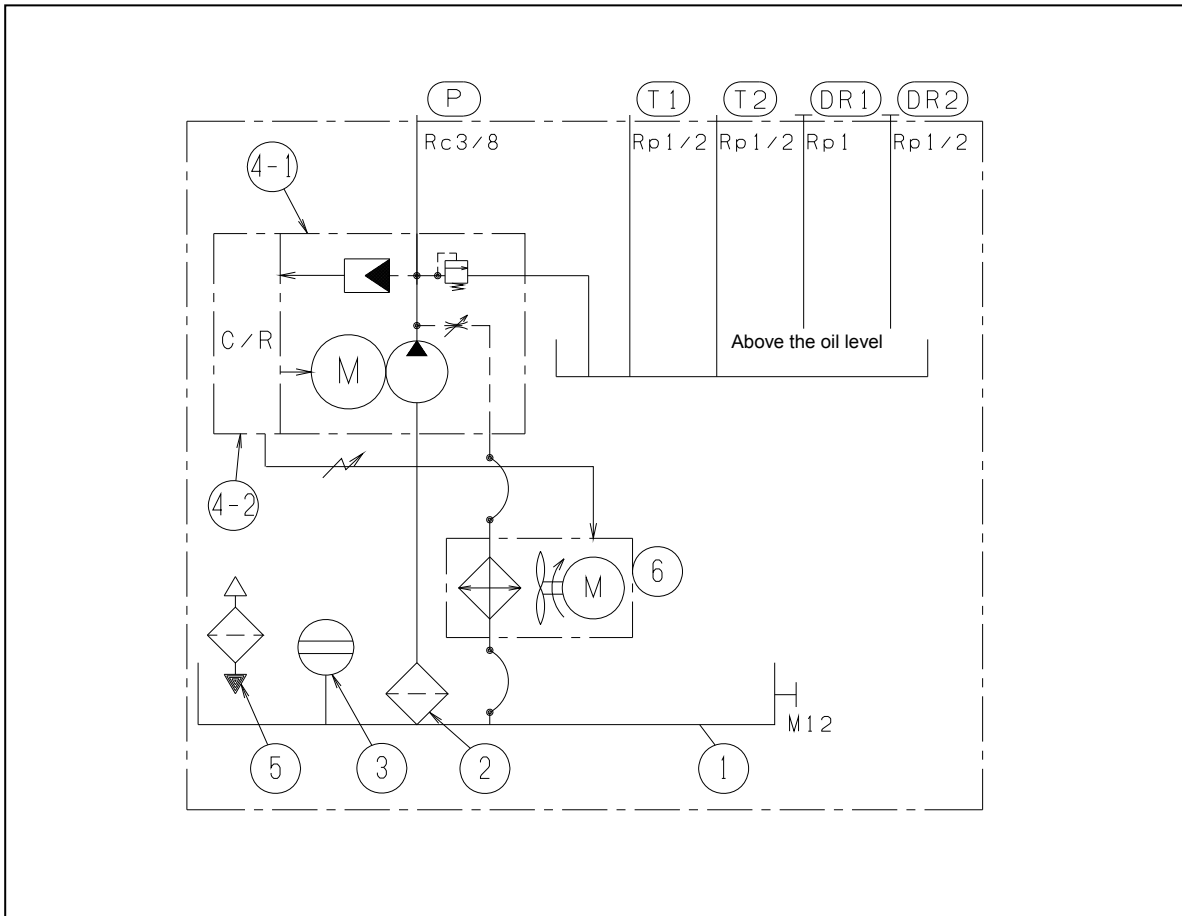 P T1 T2 DR1 DR2
Rc3/8 Rp1/2 Rp1/2 Rp1 Rp1/2
4-1
C/R
M
Above the oil level
4-2
M
6
M12
5 3 2 1